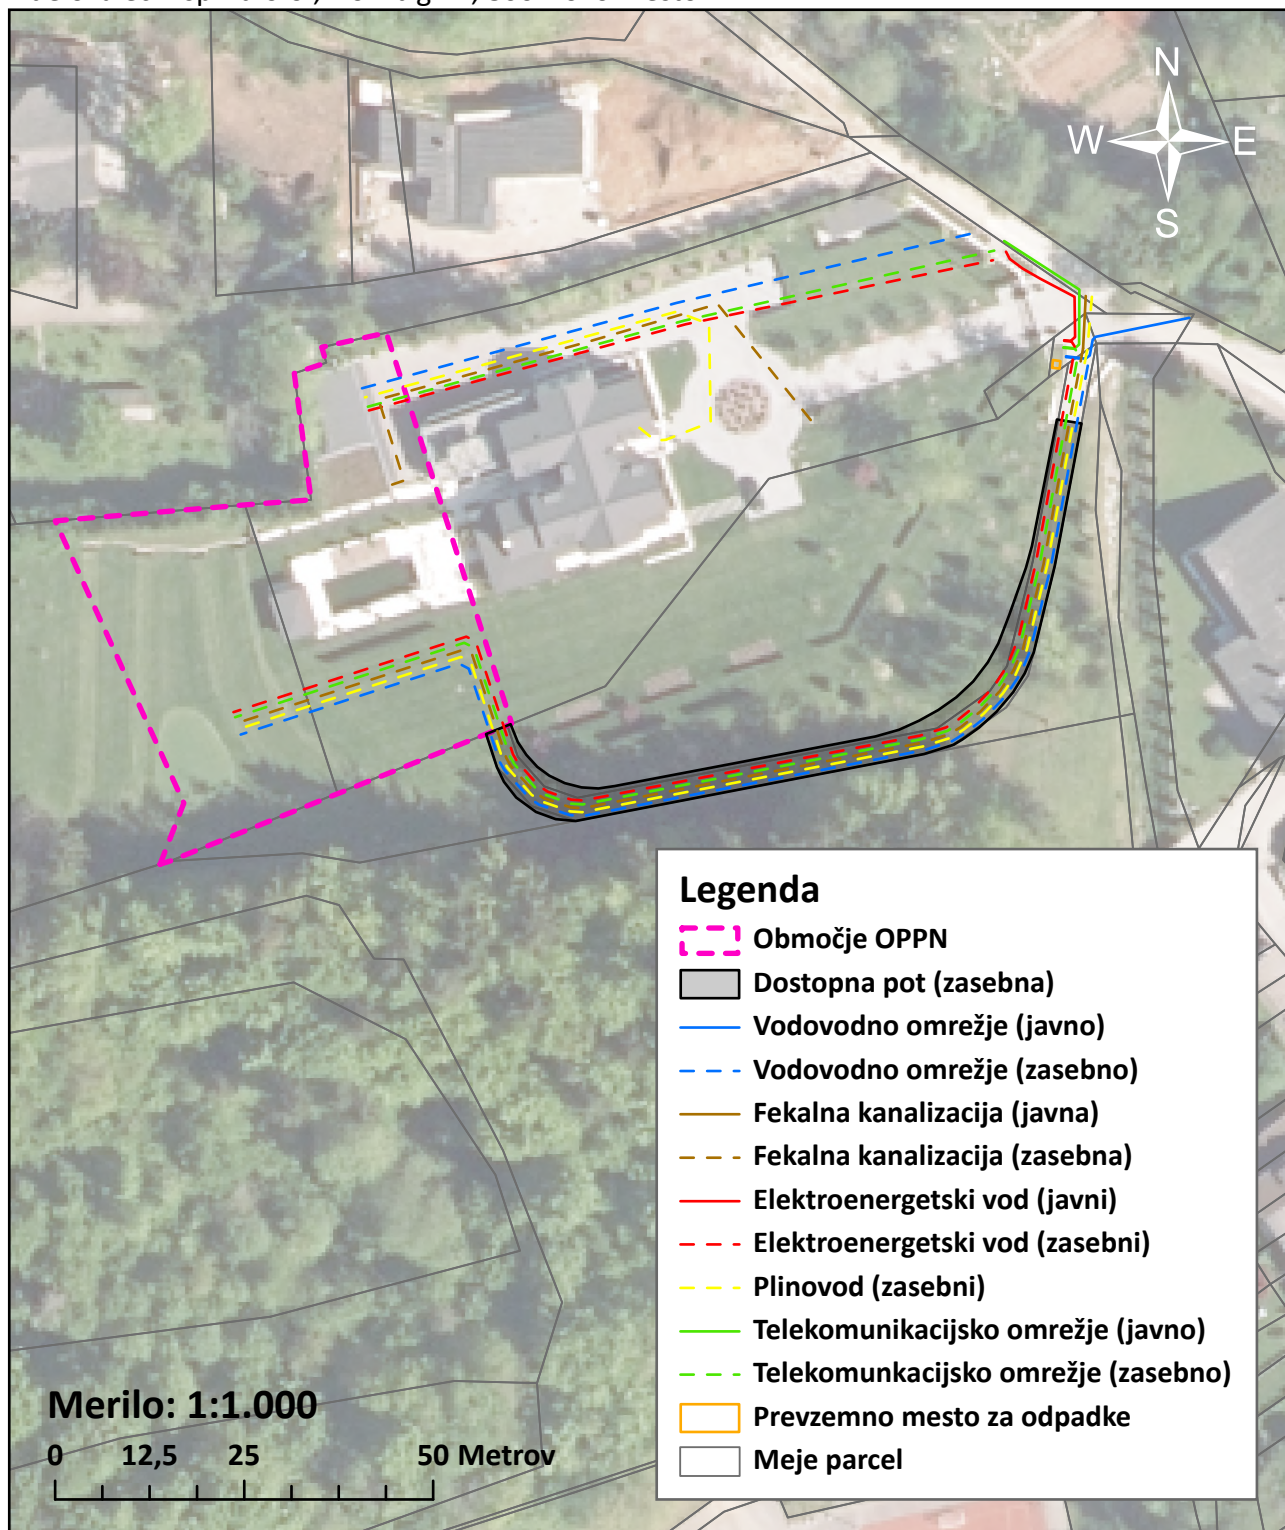 N
W E
S
Legenda
Območje OPPN
Dostopna pot (zasebna)
Vodovodno omrežje (javno)
Vodovodno omrežje (zasebno)
Fekalna kanalizacija (javna)
Fekalna kanalizacija (zasebna)
Elektroenergetski vod (javni)
Elektroenergetski vod (zasebni)
Plinovod (zasebni)
Telekomunikacijsko omrežje (javno)
Telekomunkacijsko omrežje (zasebno)
Prevzemno mesto za odpadke
Meje parcel
Merilo: 1:1.000
0 12,5 25 50 Metrov